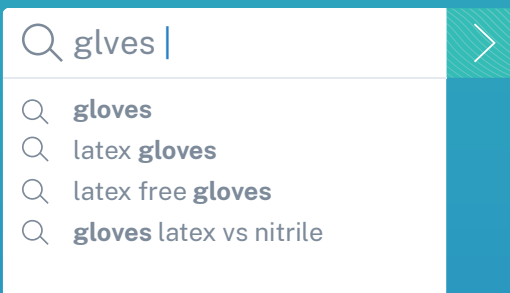 glves
gloves
latex gloves
latex free gloves
gloves latex vs nitrile